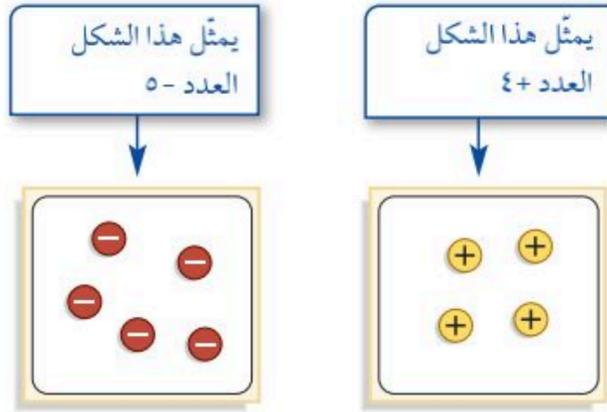 يمثّل هذا الشكل
العدد +٤
يمثّل هذا الشكل
العدد -٥
+ +
+ +
− −
−
− −